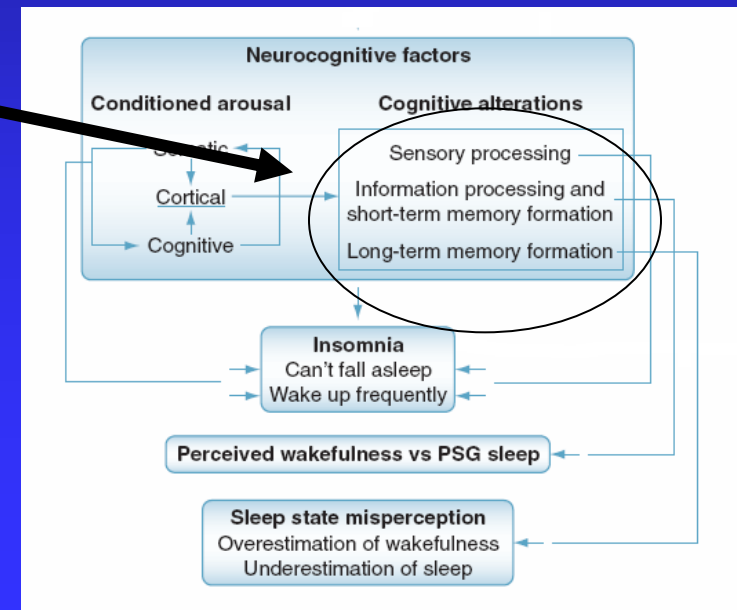 Neurocognitive factors
Conditioned arousal
Cognitive alterations
Somatic
Cortical
Cognitive
Sensory processing
Information processing and
short-term memory formation
Long-term memory formation
Insomnia
Can't fall asleep
Wake up frequently
Perceived wakefulness vs PSG sleep
Sleep state misperception
Overestimation of wakefulness
Underestimation of sleep